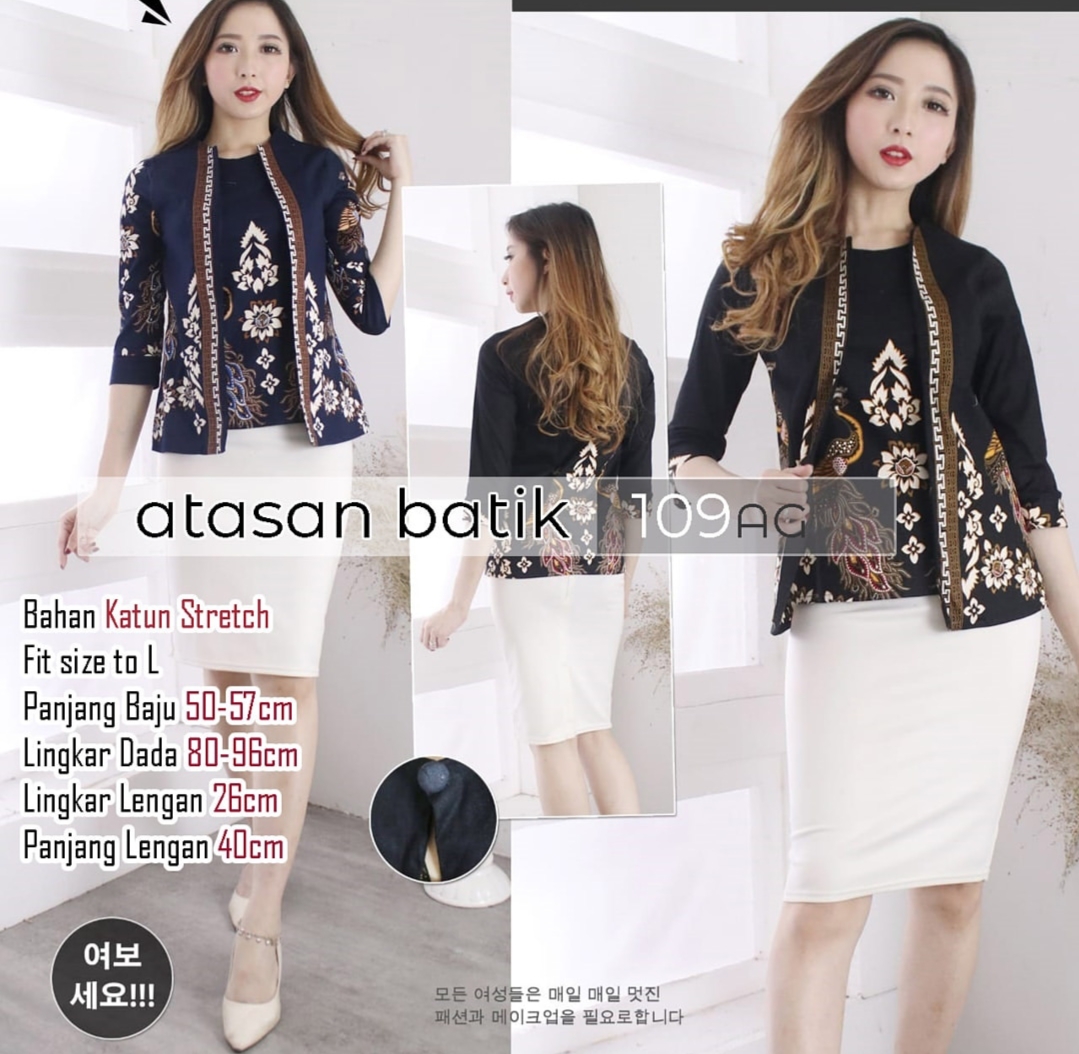 atasan batik 109AG
Bahan Katun Stretch
Fit size to L
Panjang Baju 50-57cm
Lingkar Dada 80-96cm
Lingkar Lengan 26cm
Panjang Lengan 40cm
여보
세요!!!
모든 여성들은 매일 매일 멋진
패션과 메이크업을 필요로합니다